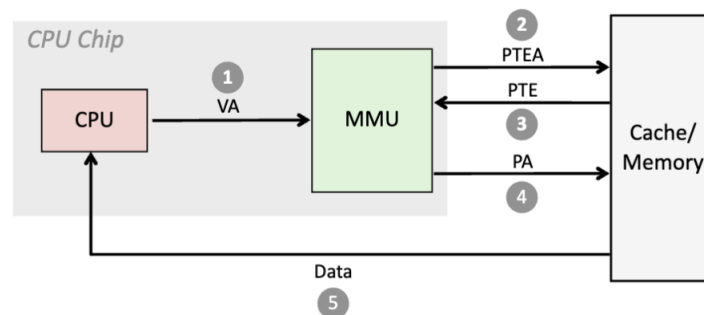 CPU Chip
2
PTEA
1
VA
PTE
CPU
MMU
3
Cache/
Memory
PA
4
Data
5